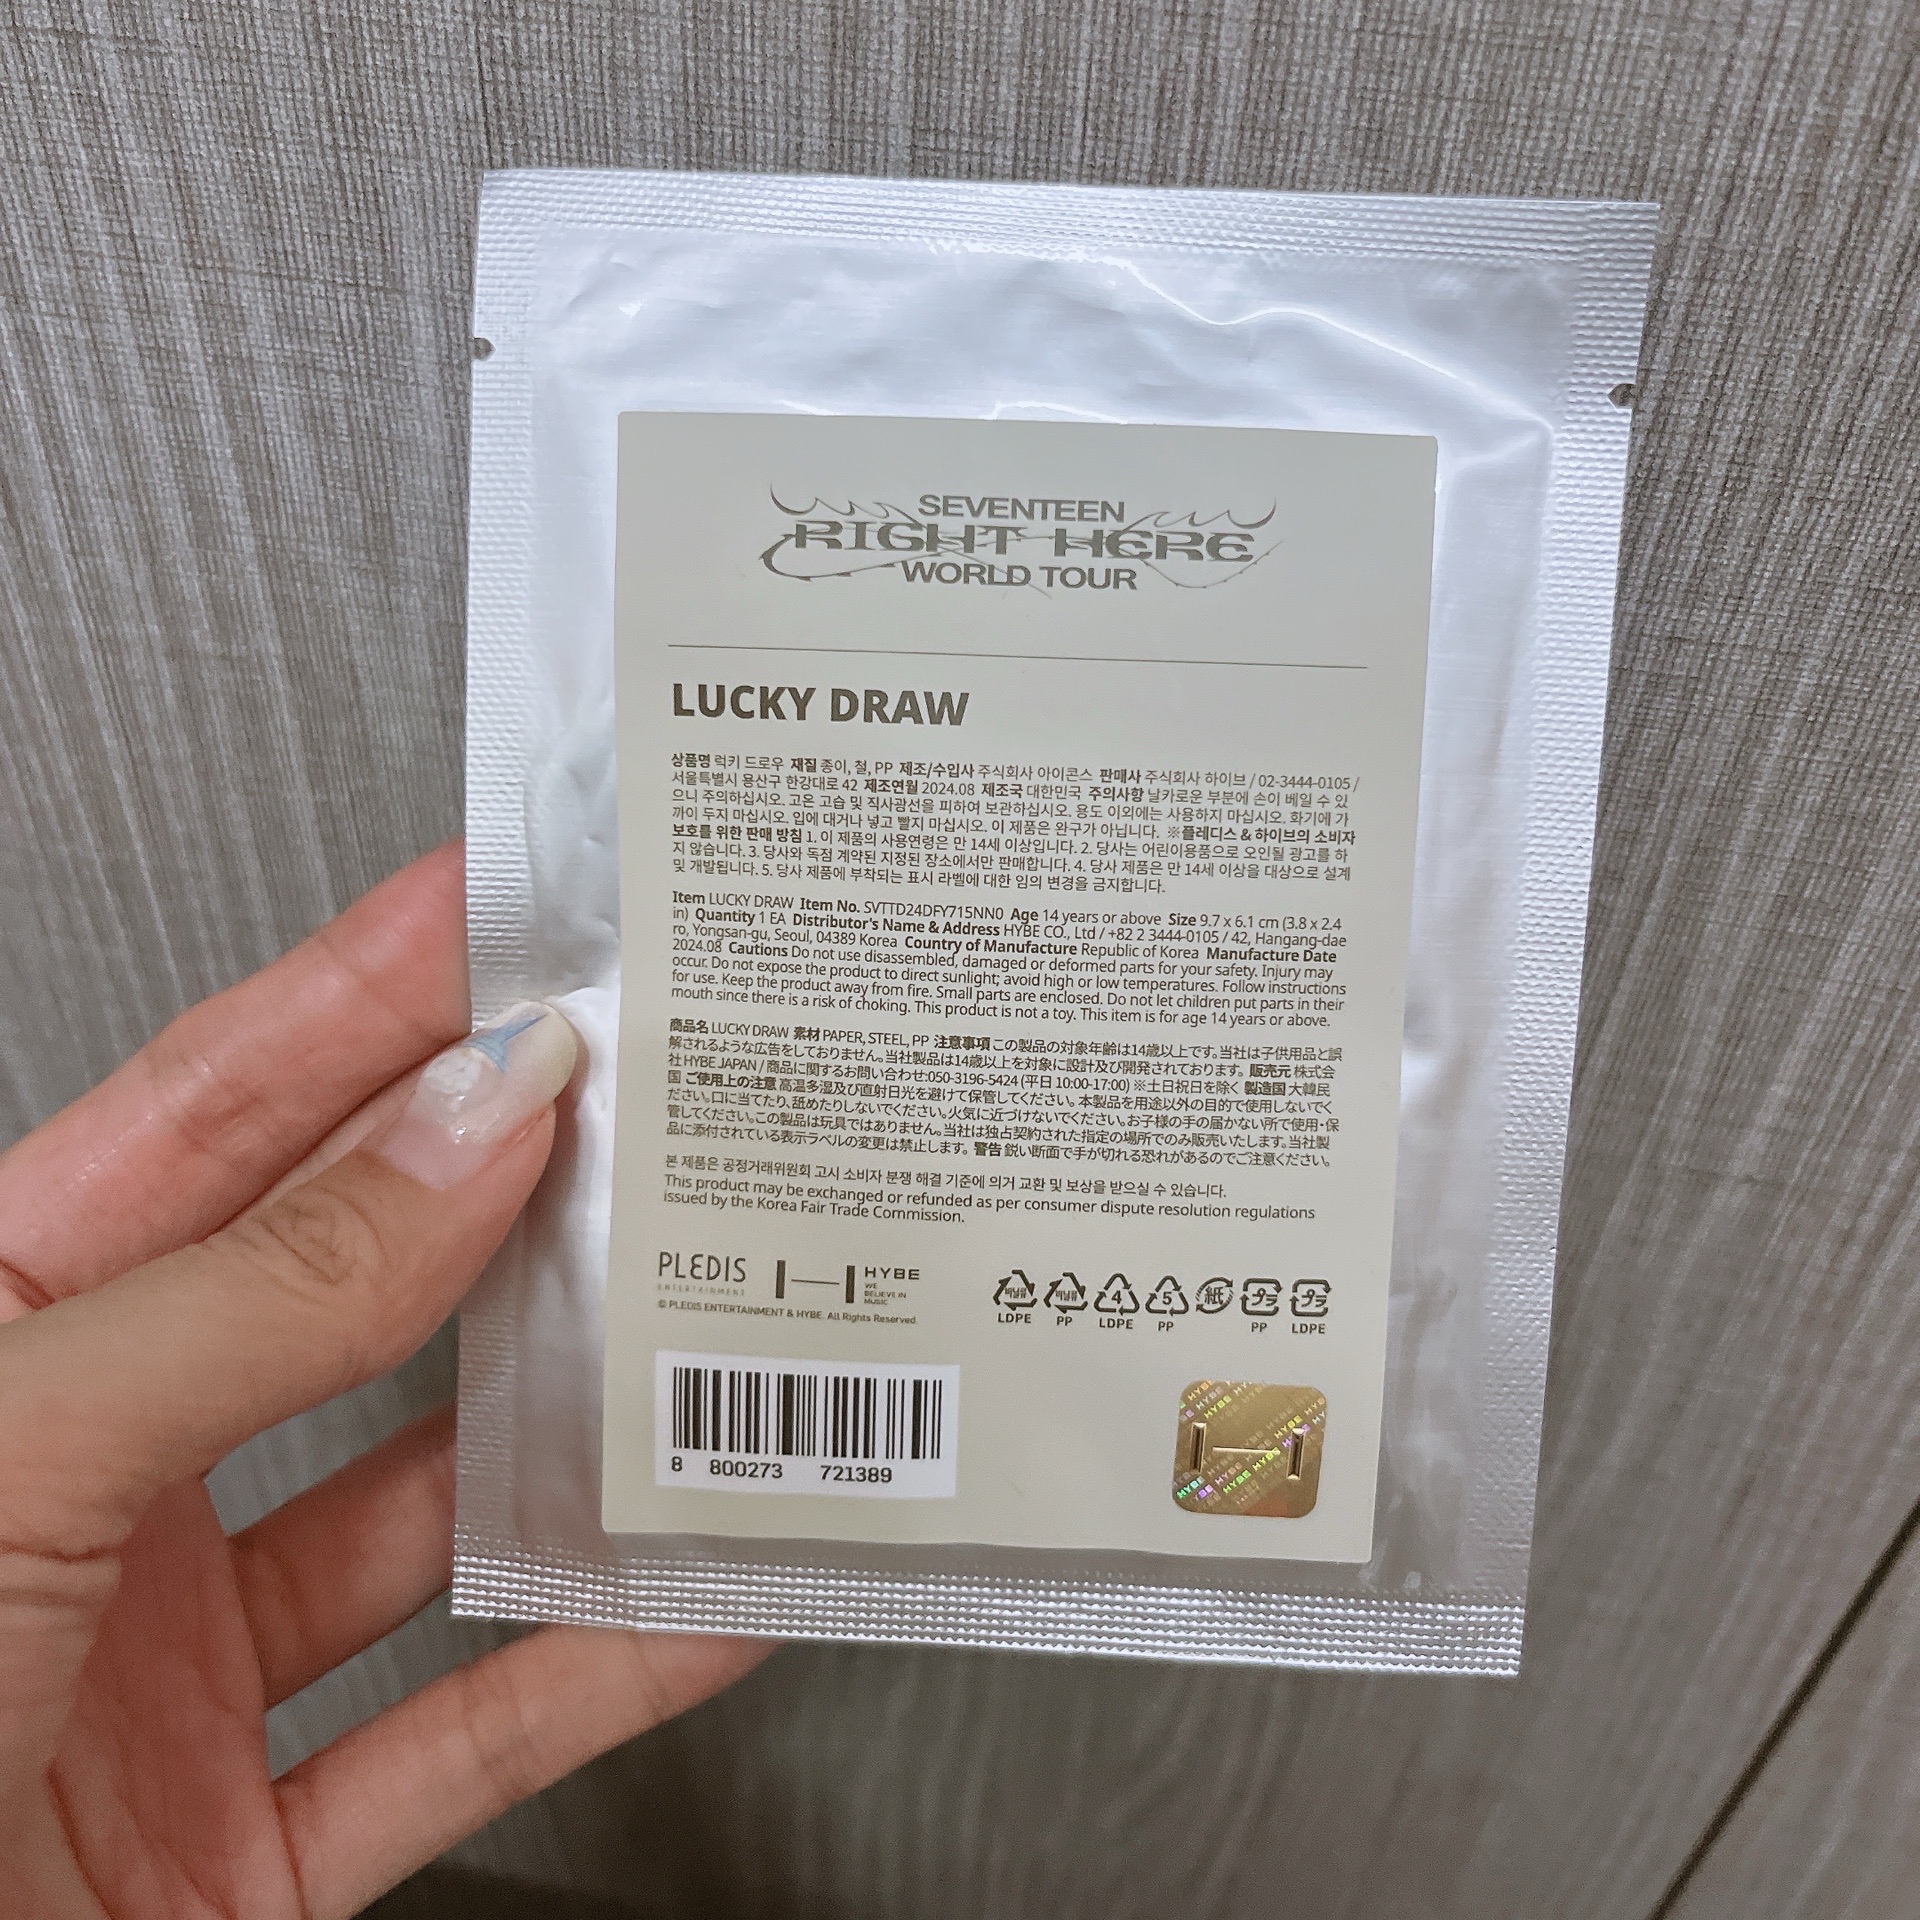 SEVENTEEN
RIGHT HERE
WORLD TOUR
LUCKY DRAW
상품명 럭키 드로우 재질 종이, 철, PP 제조/수입사 주식회사 아이콘스 판매사 주식회사 하이브 / 02-3444-0105 /
서울특별시 용산구 한강대로 42 제조연월 2024.08 제조국 대한민국 주의사항 날카로운 부분에 손이 베일 수 있
으니 주의하십시오. 고온 고습 및 직사광선을 피하여 보관하십시오. 용도 이외에는 사용하지 마십시오. 화기에 가
까이 두지 마십시오. 입에 대거나 넣고 빨지 마십시오. 이 제품은 완구가 아닙니다. ※플레디스 & 하이브의 소비자
보호를 위한 판매 방침 1. 이 제품의 사용연령은 만 14세 이상입니다. 2. 당사는 어린이용품으로 오인될 광고를 하
지 않습니다. 3. 당사와 독점 계약된 지정된 장소에서만 판매합니다. 4. 당사 제품은 만 14세 이상을 대상으로 설계
및 개발됩니다. 5. 당사 제품에 부착되는 표시 라벨에 대한 임의 변경을 금지합니다.
Item LUCKY DRAW Item No. SVTTD24DFY715NN0 Age 14 years or above Size 9.7 x 6.1 cm (3.8 x 2.4
in) Quantity 1 EA Distributor's Name & Address HYBE CO., Ltd / +82 2 3444-0105 / 42, Hangang-dae
ro, Yongsan-gu, Seoul, 04389 Korea Country of Manufacture Republic of Korea Manufacture Date
2024.08 Cautions Do not use disassembled, damaged or deformed parts for your safety. Injury may
occur. Do not expose the product to direct sunlight; avoid high or low temperatures. Follow instructions
for use. Keep the product away from fire. Small parts are enclosed. Do not let children put parts in their
mouth since there is a risk of choking. This product is not a toy. This item is for age 14 years or above.
商品名 LUCKY DRAW 素材 PAPER, STEEL, PP 注意事項 この製品の対象年齢は14歳以上です。当社は子供用品と誤
解されるような広告をしておりません。当社製品は14歳以上を対象に設計及び開発されております。 販売元 株式会
社 HYBE JAPAN / 商品に関するお問い合わせ:050-3196-5424 (平日 10:00-17:00) ※土日祝日を除く 製造国 大韓民
国 ご使用上の注意 高温多湿及び直射日光を避けて保管してください。本製品を用途以外の目的で使用しないでく
ださい。口に当てたり、舐めたりしないでください。火気に近づけないでください。お子様の手の届かない所で使用・保
管してください。この製品は玩具ではありません。当社は独占契約された指定の場所でのみ販売いたします。当社製
品に添付されている表示ラベルの変更は禁止します。 警告 鋭い断面で手が切れる恐れがあるのでご注意ください。
본 제품은 공정거래위원회 고시 소비자 분쟁 해결 기준에 의거 교환 및 보상을 받으실 수 있습니다.
This product may be exchanged or refunded as per consumer dispute resolution regulations
issued by the Korea Fair Trade Commission.
PLEDIS
ENTERTAINMENT
HYBE
WE
BELIEVE IN
MUSIC
© PLEDIS ENTERTAINMENT & HYBE. All Rights Reserved.
비닐류 비닐류 4 5 紙 プラ プラ
LDPE PP LDPE PP PP LDPE
8 800273 721389
HYBE HYBE HYBE